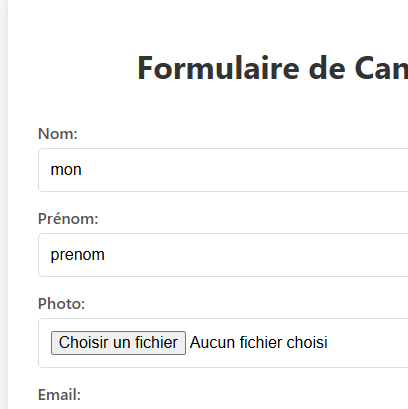 Formulaire de Can
Nom:
mon
Prénom:
prenom
Photo:
Choisir un fichier Aucun fichier choisi
Email: